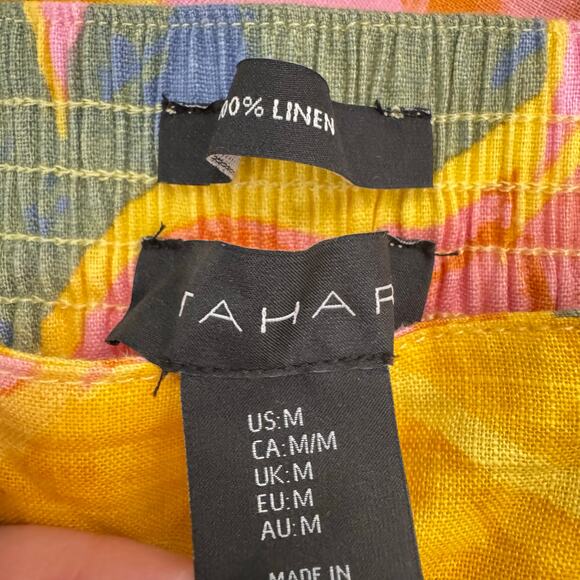 00% LINEN
TAHAR
US:M
CA:M/M
UK:M
EU:M
AU:M
MADE IN